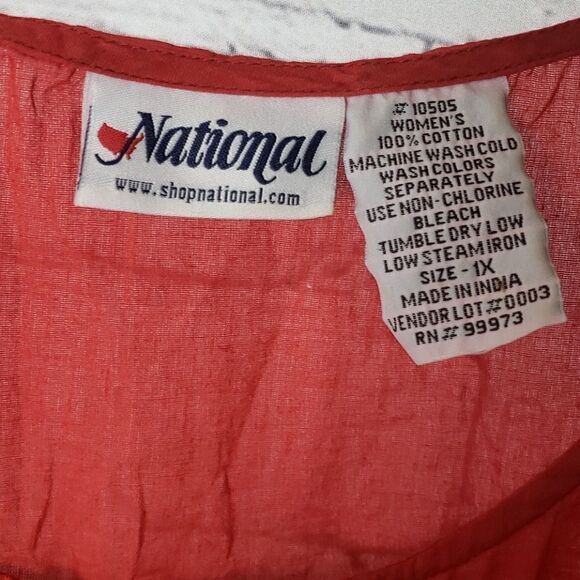 National
www.shopnational.com
# 10505
WOMEN'S
100% COTTON
MACHINE WASH COLD
WASH COLORS
SEPARATELY
USE NON-CHLORINE
BLEACH
TUMBLE DRY LOW
LOW STEAM IRON
SIZE - 1X
MADE IN INDIA
VENDOR LOT #0003
RN # 99973